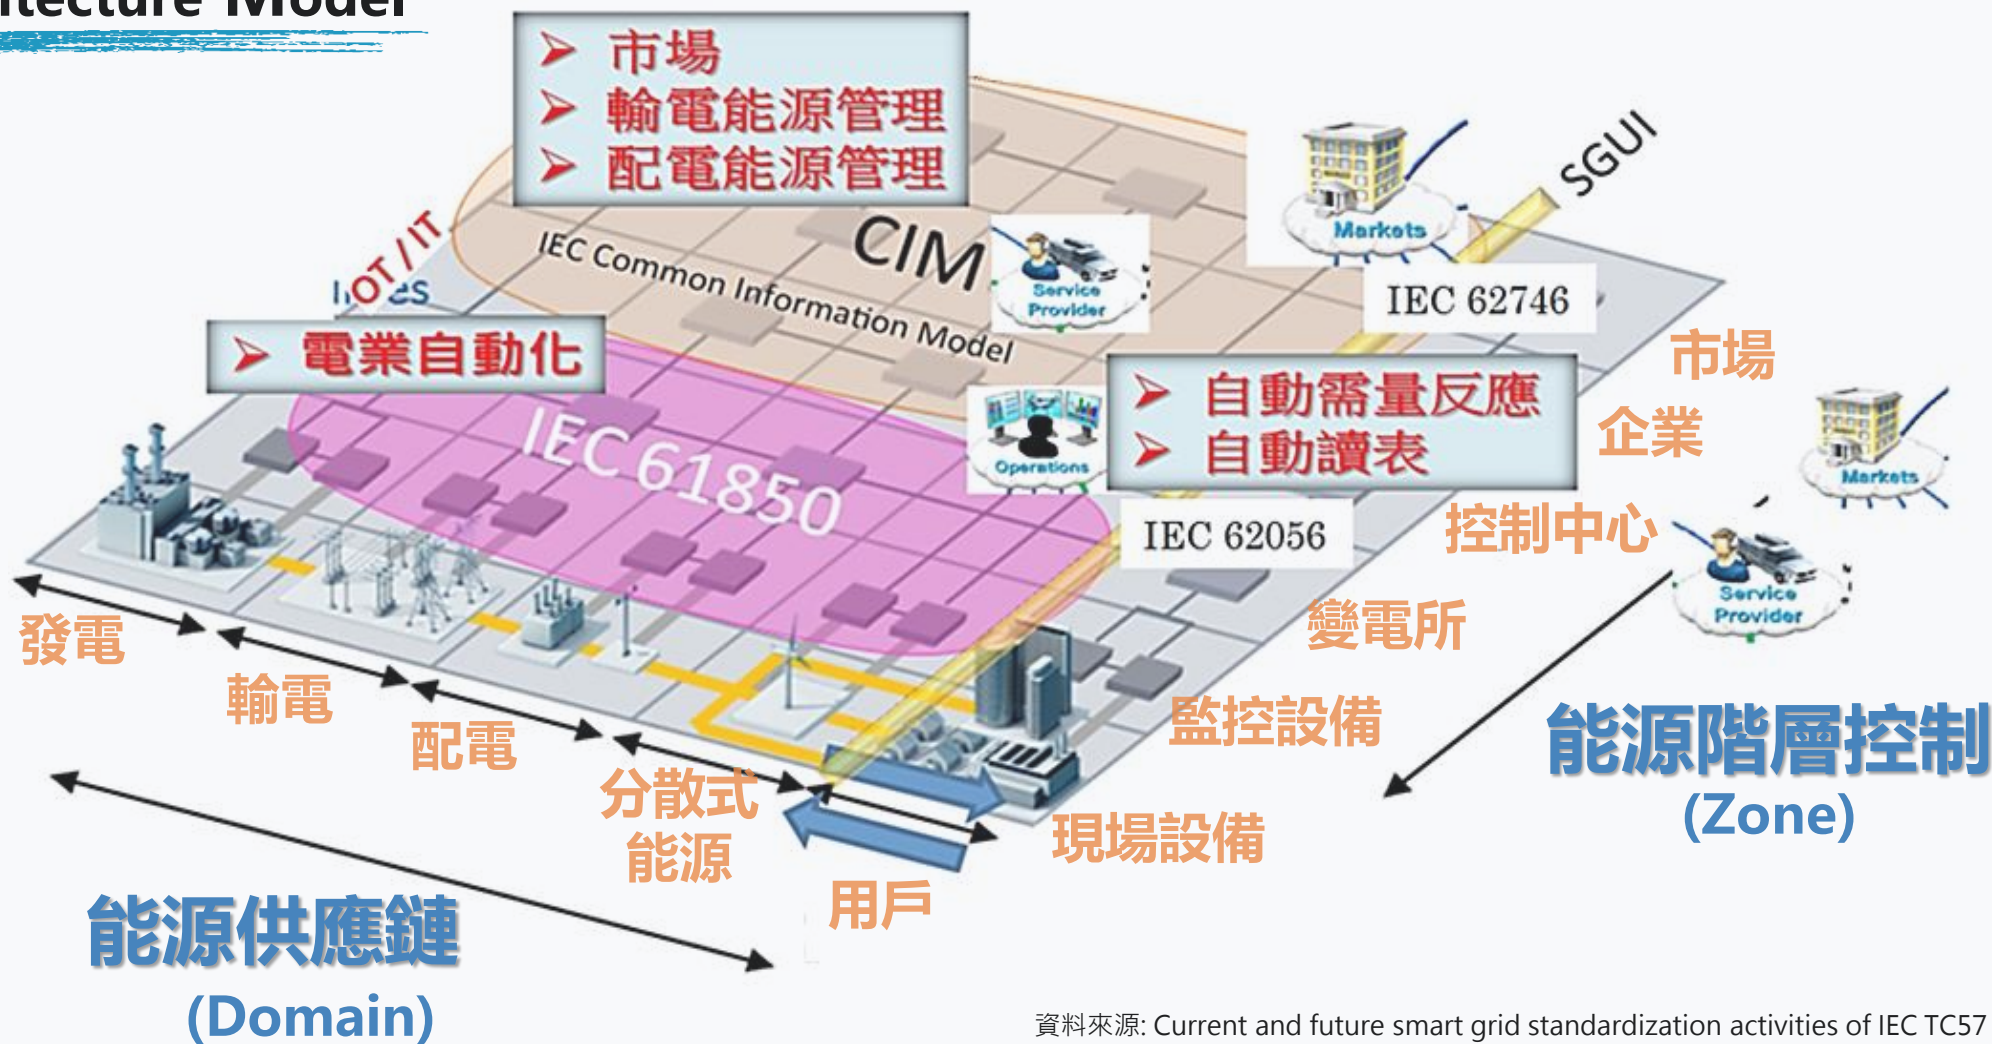 itecture Model
➢ 市場
➢ 輸電能源管理
➢ 配電能源管理
SGUI
Markets
OT / IT
CIM
IEC Common Information Model
Service
Provider
IEC 62746
➢ 電業自動化
市場
➢ 自動需量反應
➢ 自動讀表
企業
IEC 61850
Operations
Markets
IEC 62056
控制中心
Service
Provider
發電
變電所
輸電
監控設備
配電
能源階層控制
(Zone)
分散式
能源
現場設備
用戶
能源供應鏈
(Domain)
資料來源: Current and future smart grid standardization activities of IEC TC57